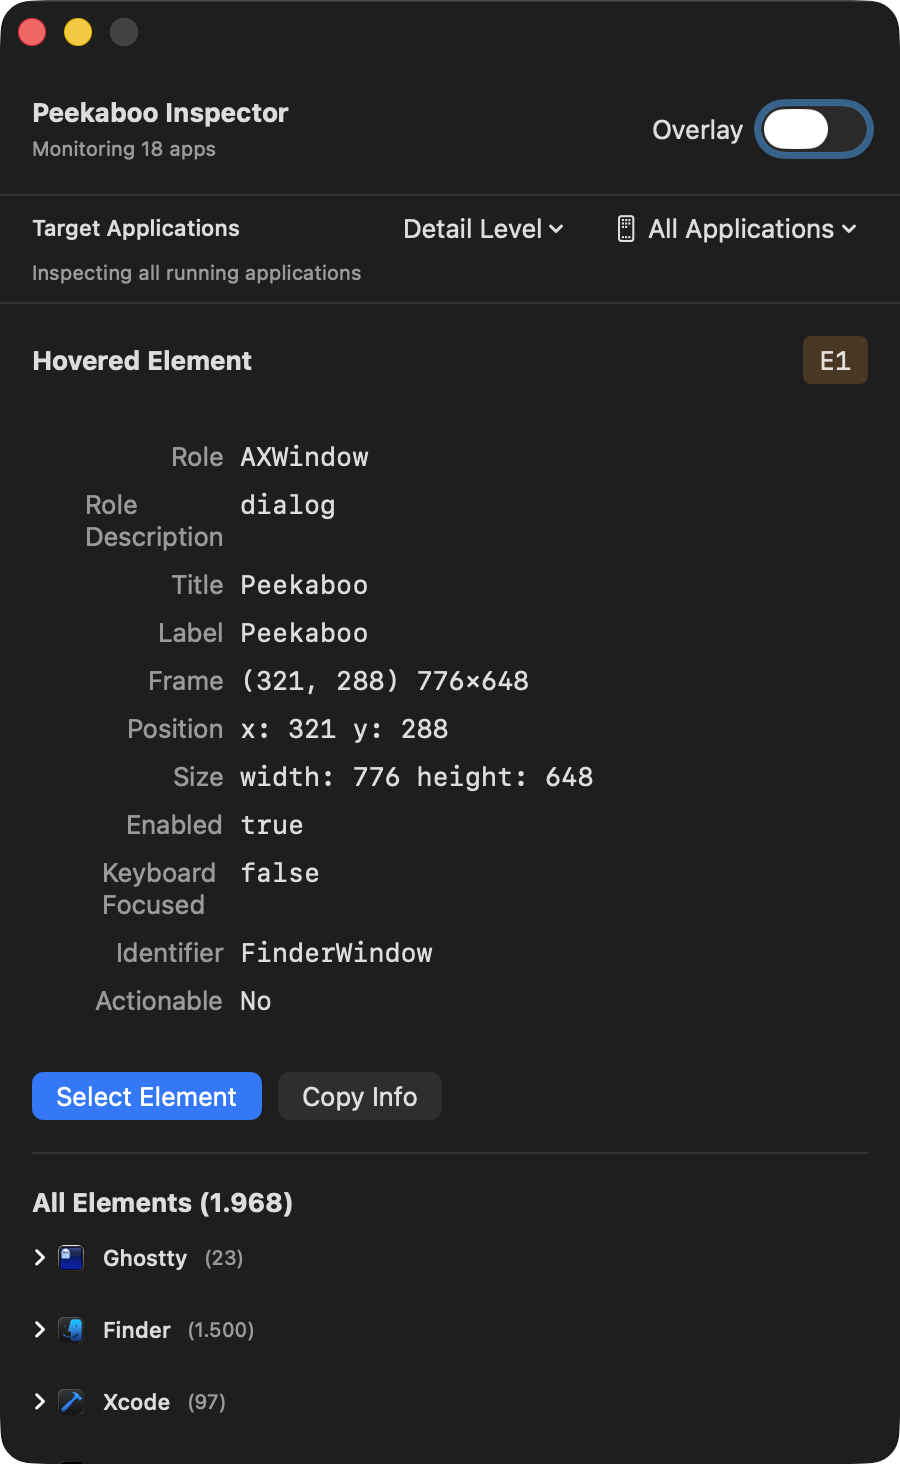 Peekaboo Inspector
Monitoring 18 apps
Overlay
Target Applications
Detail Level
All Applications
Inspecting all running applications
Hovered Element
E1
Role AXWindow
Role Description dialog
Title Peekaboo
Label Peekaboo
Frame (321, 288) 776×648
Position x: 321 y: 288
Size width: 776 height: 648
Enabled true
Keyboard Focused false
Identifier FinderWindow
Actionable No
Select Element
Copy Info
All Elements (1.968)
Ghostty (23)
Finder (1.500)
Xcode (97)